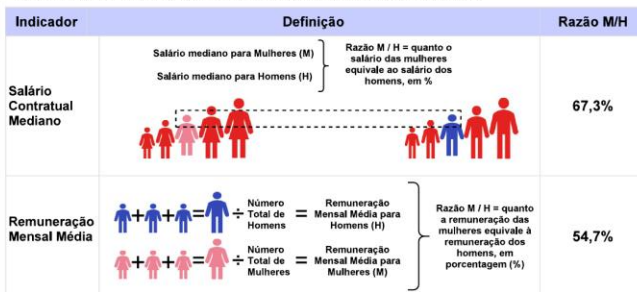 Indicador Definição Razão M/H
Salário
Contratual
Mediano
Salário mediano para Mulheres (M)
Salário mediano para Homens (H)
Razão M / H = quanto o
salário das mulheres
equivale ao salário dos
homens, em %
67,3%
Remuneração
Mensal Média
+ + = ÷
Número
Total de
Homens
=
Remuneração
Mensal Média para
Homens (H)
+ + = ÷
Número
Total de
Mulheres
=
Remuneração
Mensal Média para
Mulheres (M)
Razão M / H = quanto
a remuneração das
mulheres equivale à
remuneração dos
homens, em
porcentagem (%)
54,7%